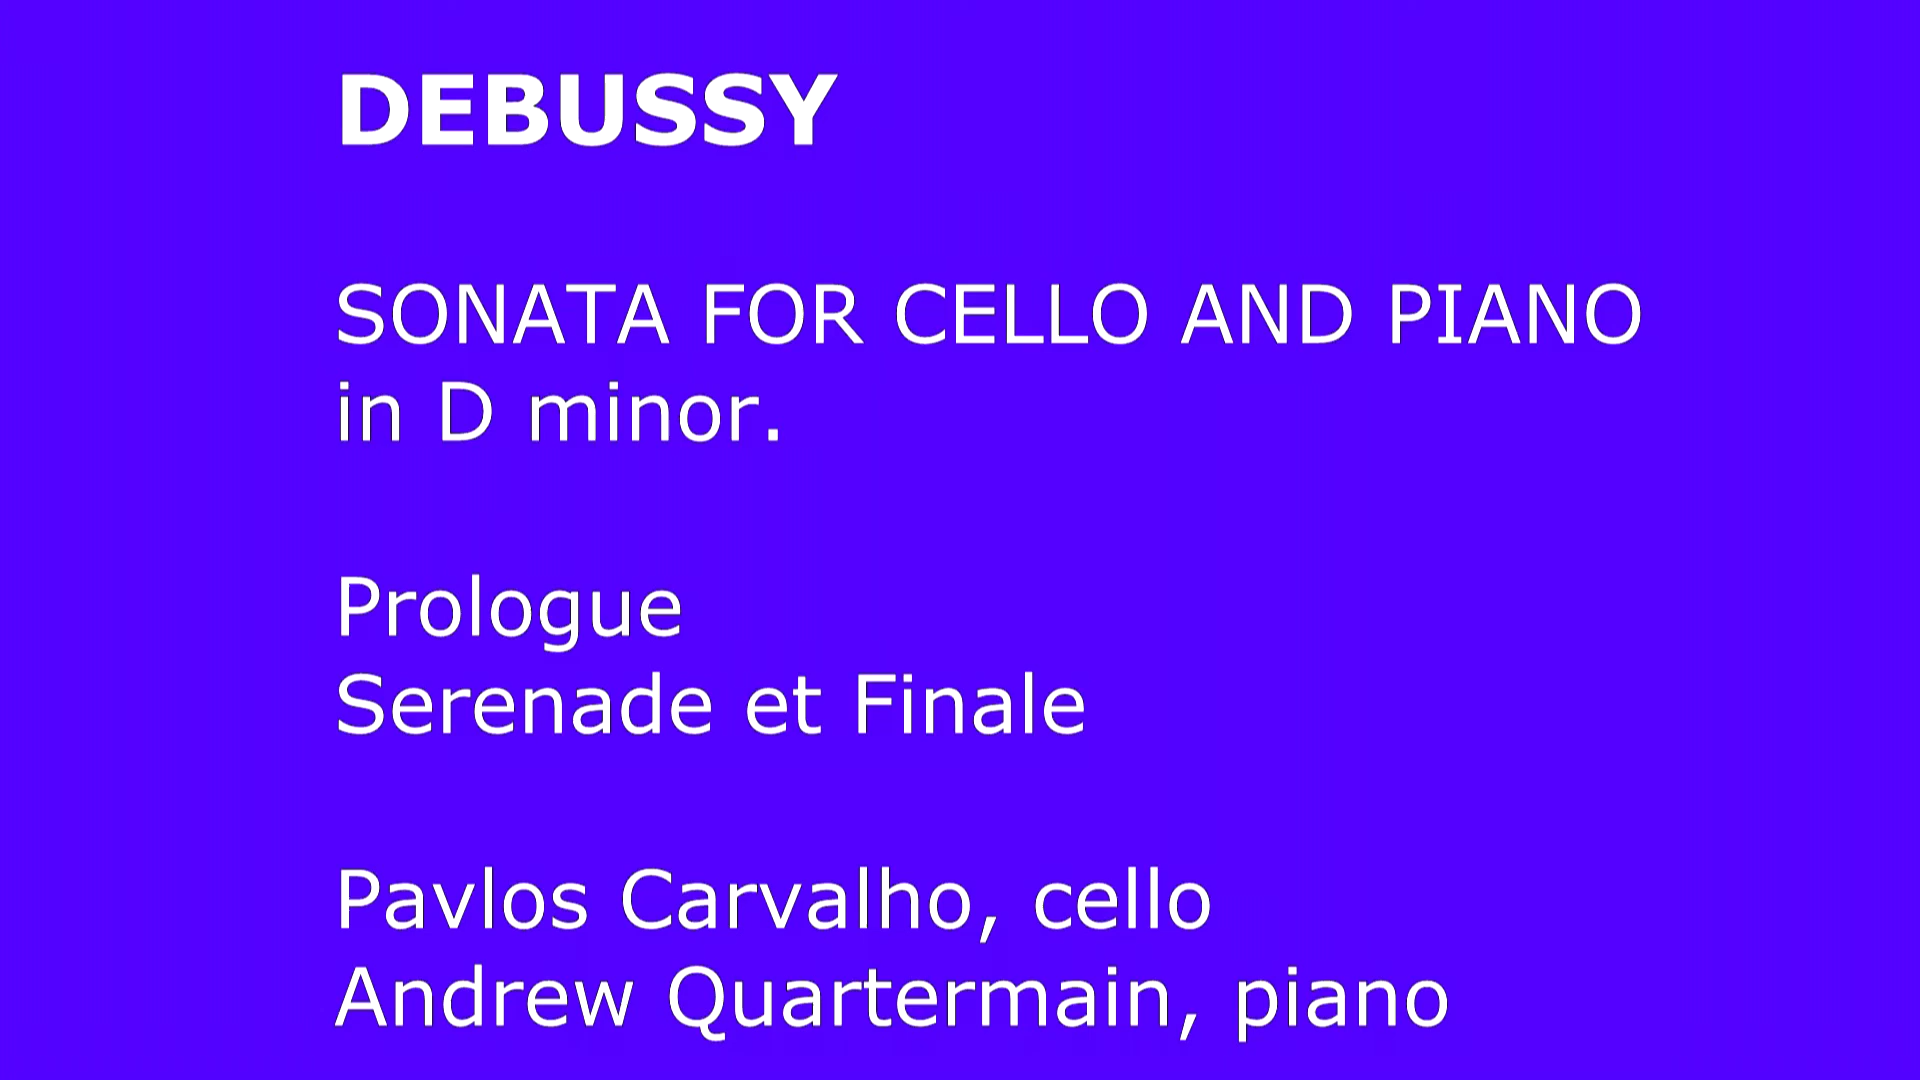 DEBUSSY
SONATA FOR CELLO AND PIANO
in D minor.
Prologue
Serenade et Finale
Pavlos Carvalho, cello
Andrew Quartermain, piano